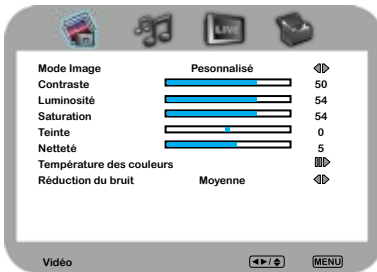 LIVE
Mode Image Pesonnalisé
Contraste 50
Luminosité 54
Saturation 54
Teinte 0
Netteté 5
Température des couleurs
Réduction du bruit Moyenne
Vidéo MENU